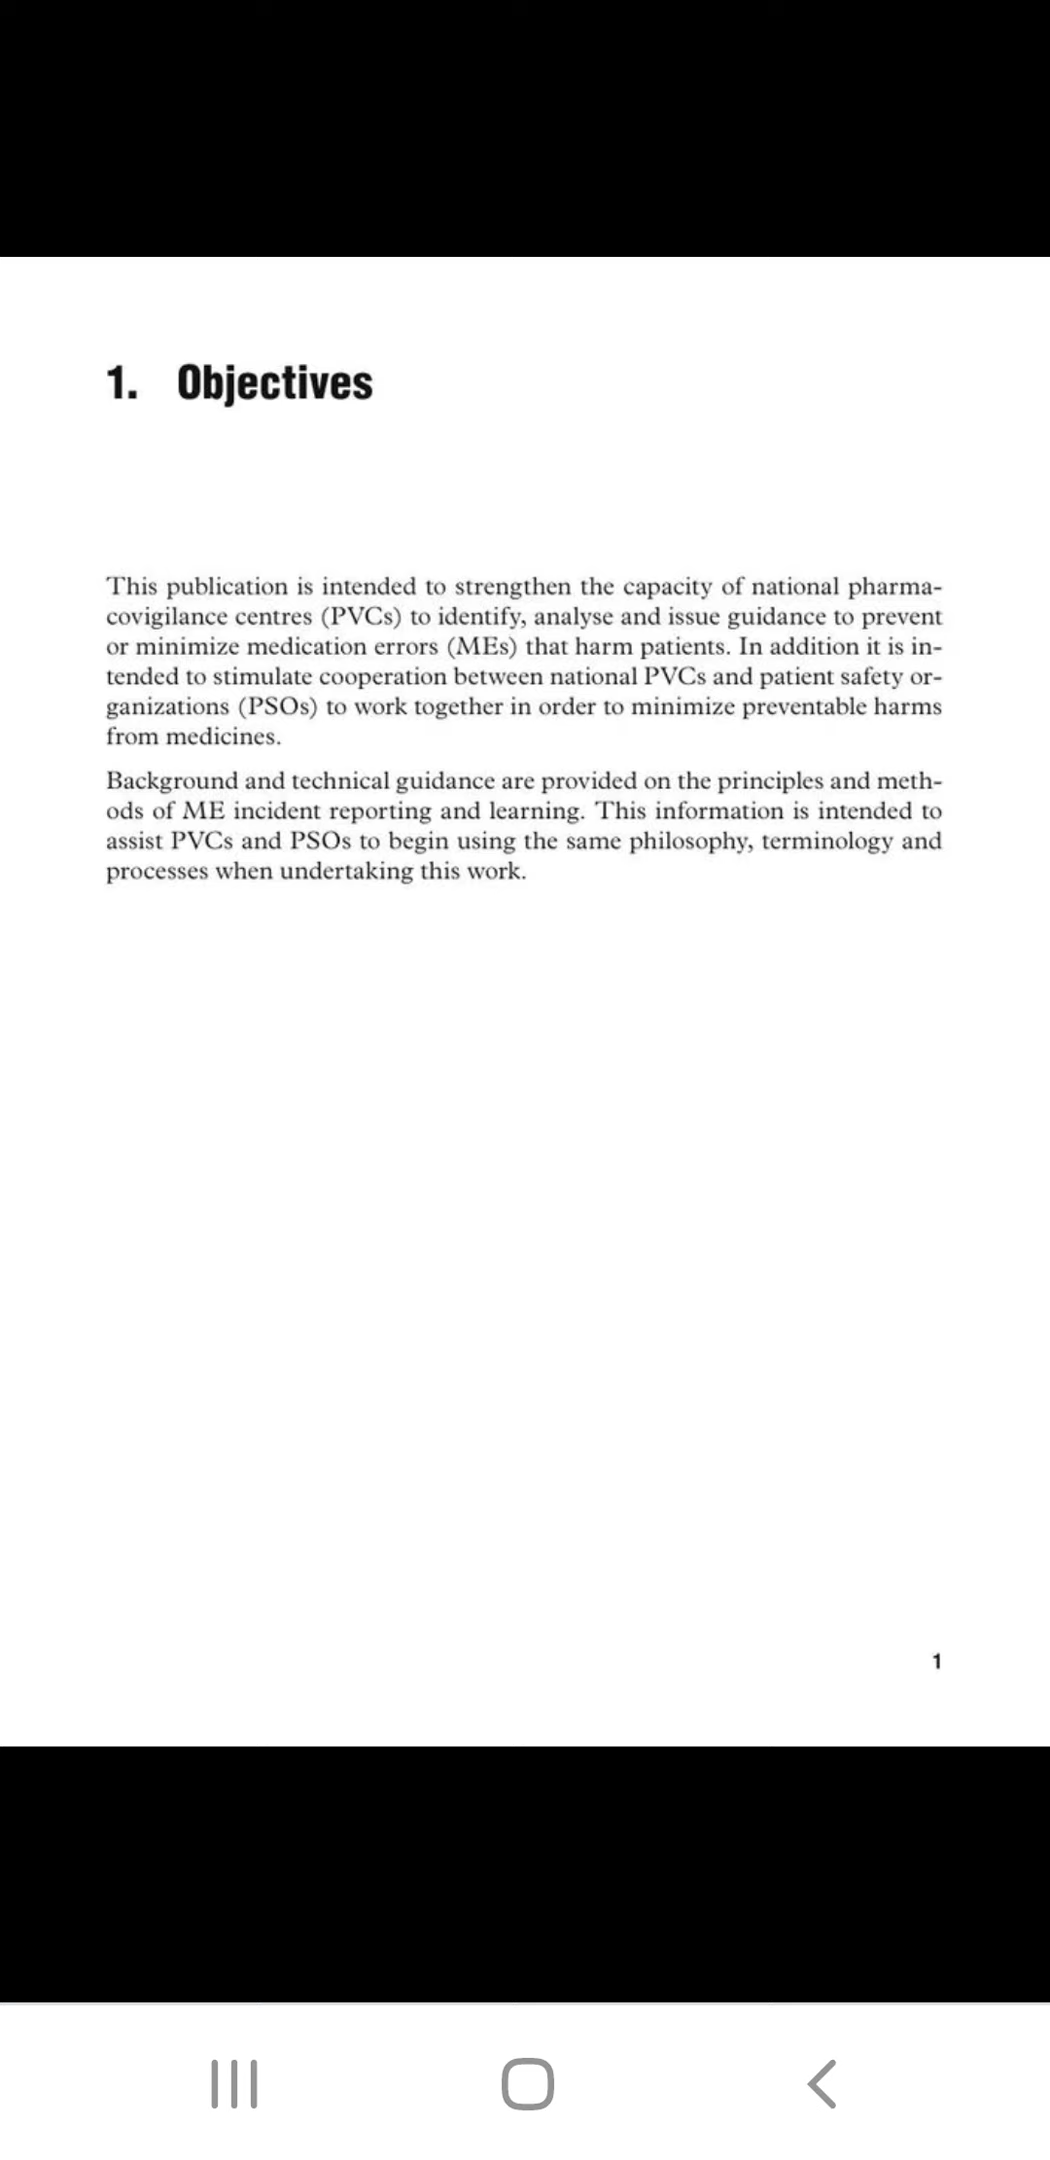 1. Objectives
This publication is intended to strengthen the capacity of national pharma-
covigilance centres (PVCs) to identify, analyse and issue guidance to prevent
or minimize medication errors (MEs) that harm patients. In addition it is in-
tended to stimulate cooperation between national PVCs and patient safety or-
ganizations (PSOs) to work together in order to minimize preventable harms
from medicines.
Background and technical guidance are provided on the principles and meth-
ods of ME incident reporting and learning. This information is intended to
assist PVCs and PSOs to begin using the same philosophy, terminology and
processes when undertaking this work.
1